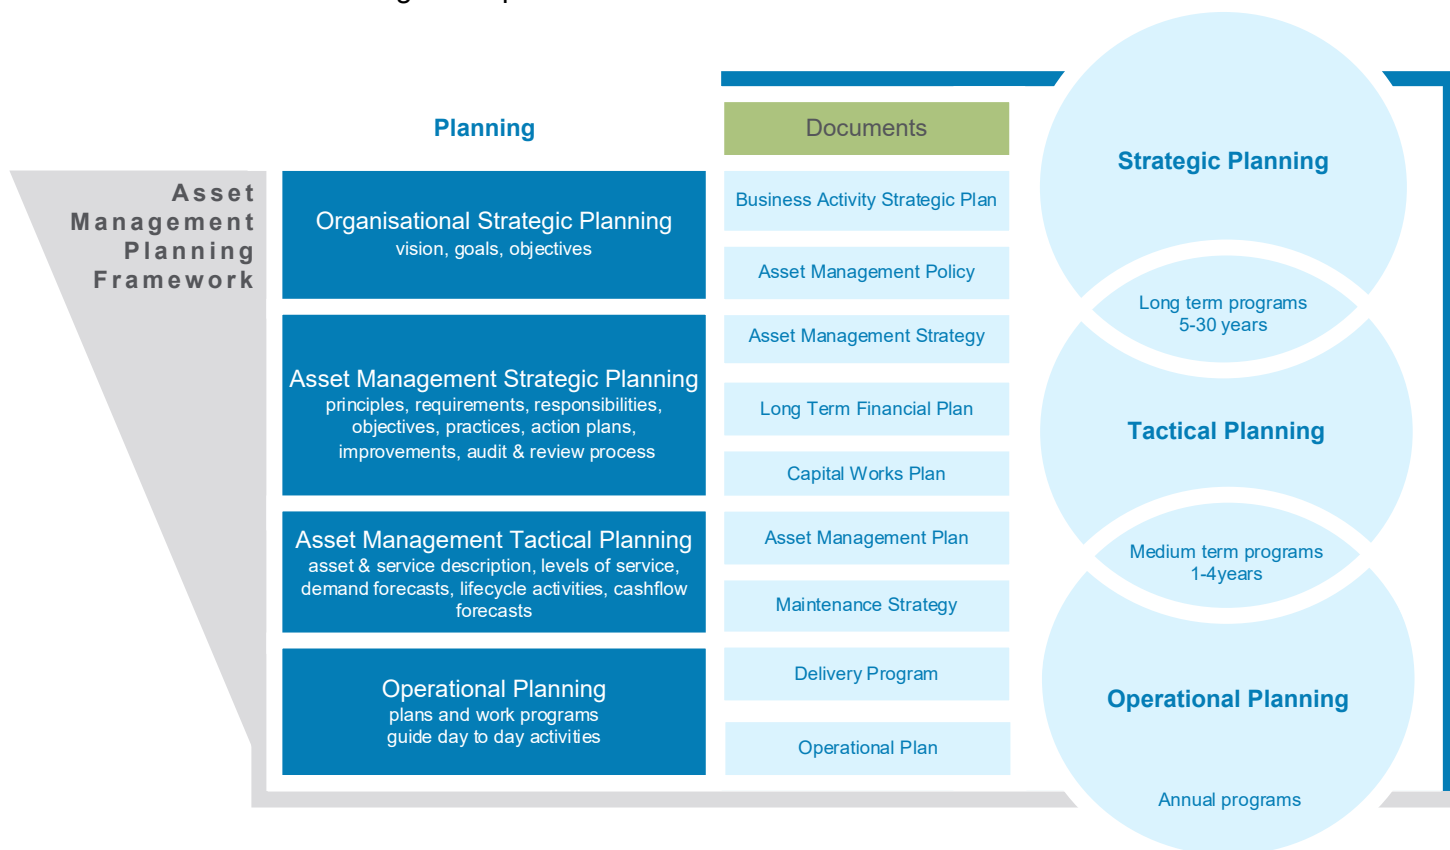 Planning
Documents
Asset
Management
Planning
Framework
Organisational Strategic Planning
vision, goals, objectives
Asset Management Strategic Planning
principles, requirements, responsibilities,
objectives, practices, action plans,
improvements, audit & review process
Asset Management Tactical Planning
asset & service description, levels of service,
demand forecasts, lifecycle activities, cashflow
forecasts
Operational Planning
plans and work programs
guide day to day activities
Business Activity Strategic Plan
Asset Management Policy
Asset Management Strategy
Long Term Financial Plan
Capital Works Plan
Asset Management Plan
Maintenance Strategy
Delivery Program
Operational Plan
Strategic Planning
Long term programs
5-30 years
Tactical Planning
Medium term programs
1-4years
Operational Planning
Annual programs